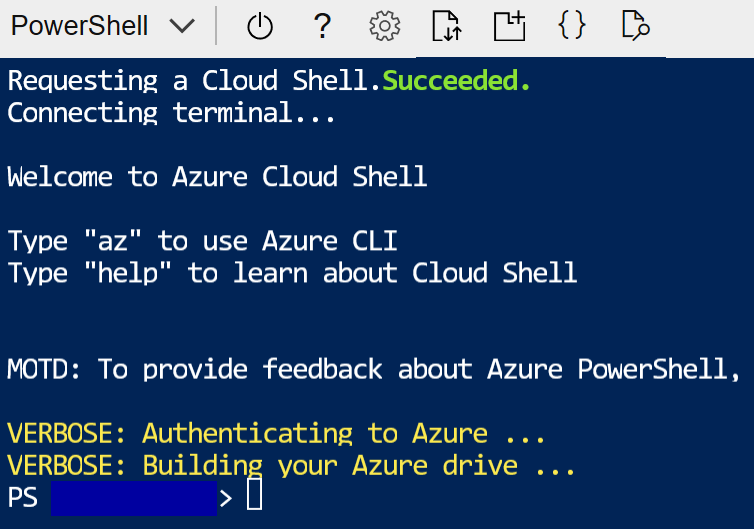 PowerShell
Requesting a Cloud Shell.Succeeded.
Connecting terminal...
Welcome to Azure Cloud Shell
Type "az" to use Azure CLI
Type "help" to learn about Cloud Shell
MOTD: To provide feedback about Azure PowerShell,
VERBOSE: Authenticating to Azure ...
VERBOSE: Building your Azure drive ...
PS >